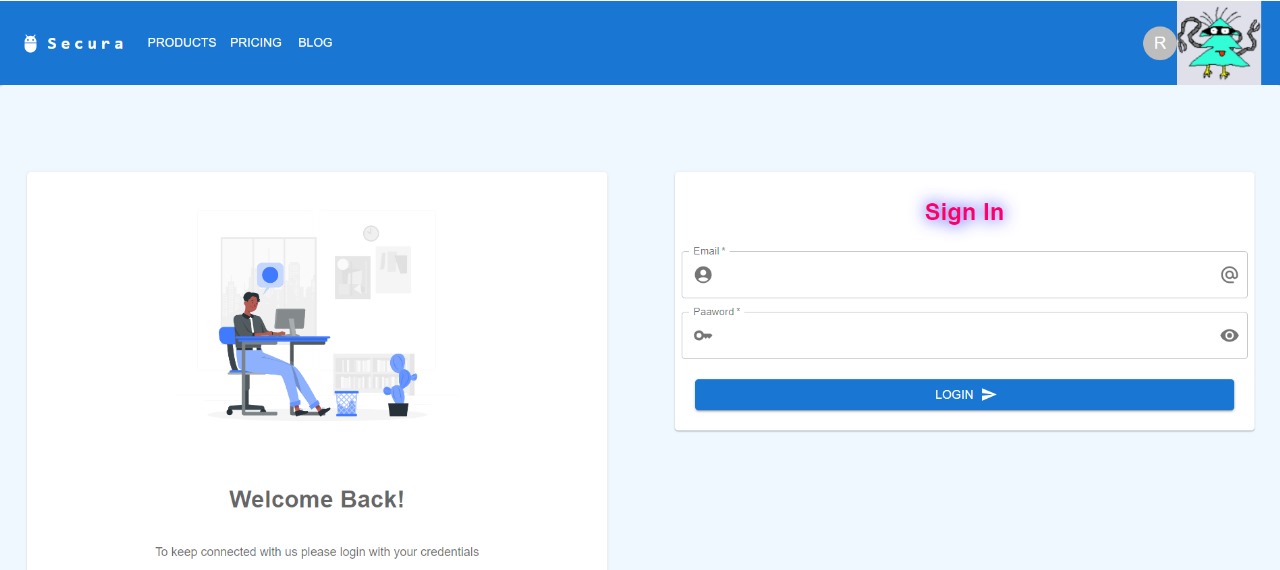 Secura PRODUCTS PRICING BLOG R
Sign In
Email *
Paaword *
LOGIN
Welcome Back!
To keep connected with us please login with your credentials